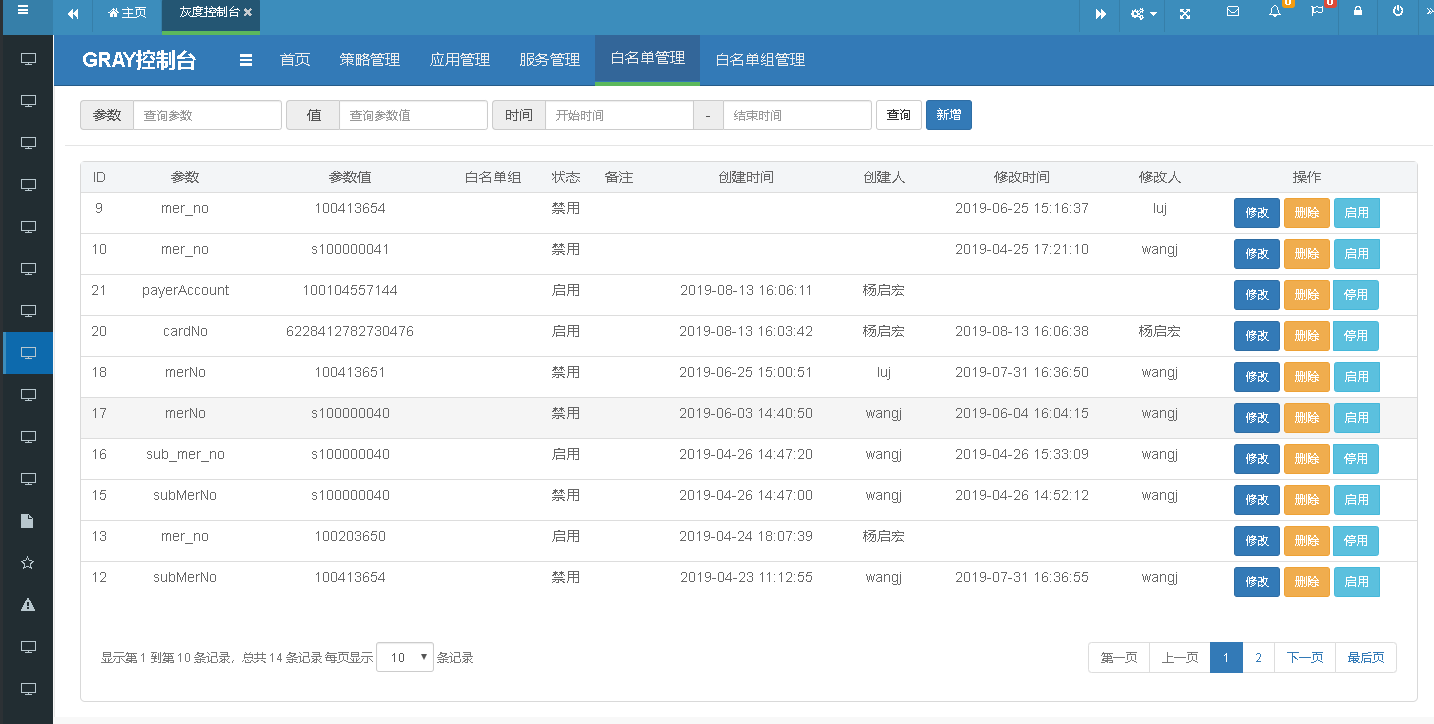 主页 灰度控制台 0 0
GRAY控制台 首页 策略管理 应用管理 服务管理 白名单管理 白名单组管理
参数 查询参数 值 查询参数值 时间 开始时间 - 结束时间 查询 新增
ID 参数 参数值 白名单组 状态 备注 创建时间 创建人 修改时间 修改人 操作
9 mer_no 100413654 禁用 2019-06-25 15:16:37 luj 修改 删除 启用
10 mer_no s100000041 禁用 2019-04-25 17:21:10 wangj 修改 删除 启用
21 payerAccount 100104557144 启用 2019-08-13 16:06:11 杨启宏 修改 删除 停用
20 cardNo 6228412782730476 启用 2019-08-13 16:03:42 杨启宏 2019-08-13 16:06:38 杨启宏 修改 删除 停用
18 merNo 100413651 禁用 2019-06-25 15:00:51 luj 2019-07-31 16:36:50 wangj 修改 删除 启用
17 merNo s100000040 禁用 2019-06-03 14:40:50 wangj 2019-06-04 16:04:15 wangj 修改 删除 启用
16 sub_mer_no s100000040 启用 2019-04-26 14:47:20 wangj 2019-04-26 15:33:09 wangj 修改 删除 停用
15 subMerNo s100000040 禁用 2019-04-26 14:47:00 wangj 2019-04-26 14:52:12 wangj 修改 删除 启用
13 mer_no 100203650 启用 2019-04-24 18:07:39 杨启宏 修改 删除 停用
12 subMerNo 100413654 禁用 2019-04-23 11:12:55 wangj 2019-07-31 16:36:55 wangj 修改 删除 启用
显示第 1 到第 10 条记录，总共 14 条记录 每页显示 10 条记录 第一页 上一页 1 2 下一页 最后页